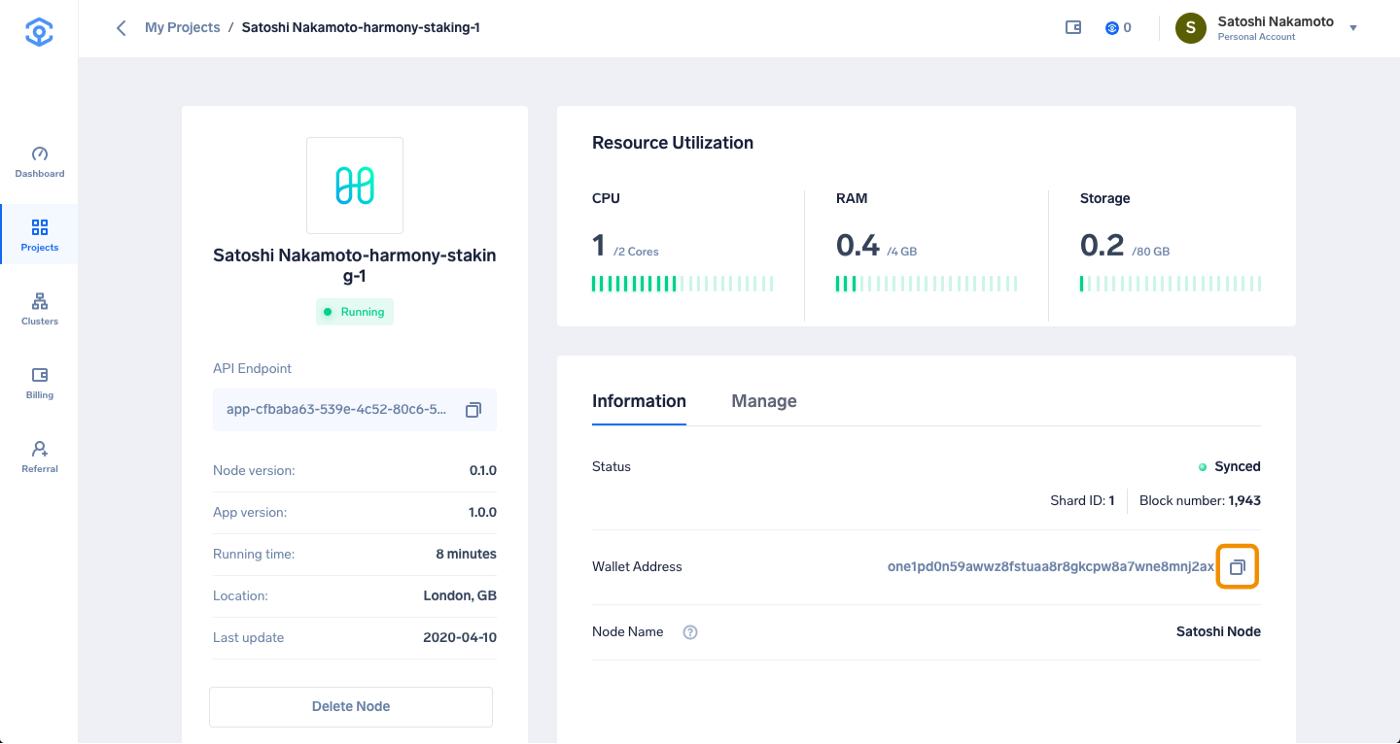 My Projects / Satoshi Nakamoto-harmony-staking-1
0
S
Satoshi Nakamoto
Personal Account
Dashboard
Projects
Clusters
Billing
Referral
Satoshi Nakamoto-harmony-stakin
g-1
Running
API Endpoint
app-cfbaba63-539e-4c52-80c6-5...
Node version: 0.1.0
App version: 1.0.0
Running time: 8 minutes
Location: London, GB
Last update 2020-04-10
Delete Node
Resource Utilization
CPU
1 /2 Cores
RAM
0.4 /4 GB
Storage
0.2 /80 GB
Information Manage
Status Synced
Shard ID: 1 Block number: 1,943
Wallet Address one1pd0n59awwz8fstuaa8r8gkcpw8a7wne8mnj2ax
Node Name ? Satoshi Node